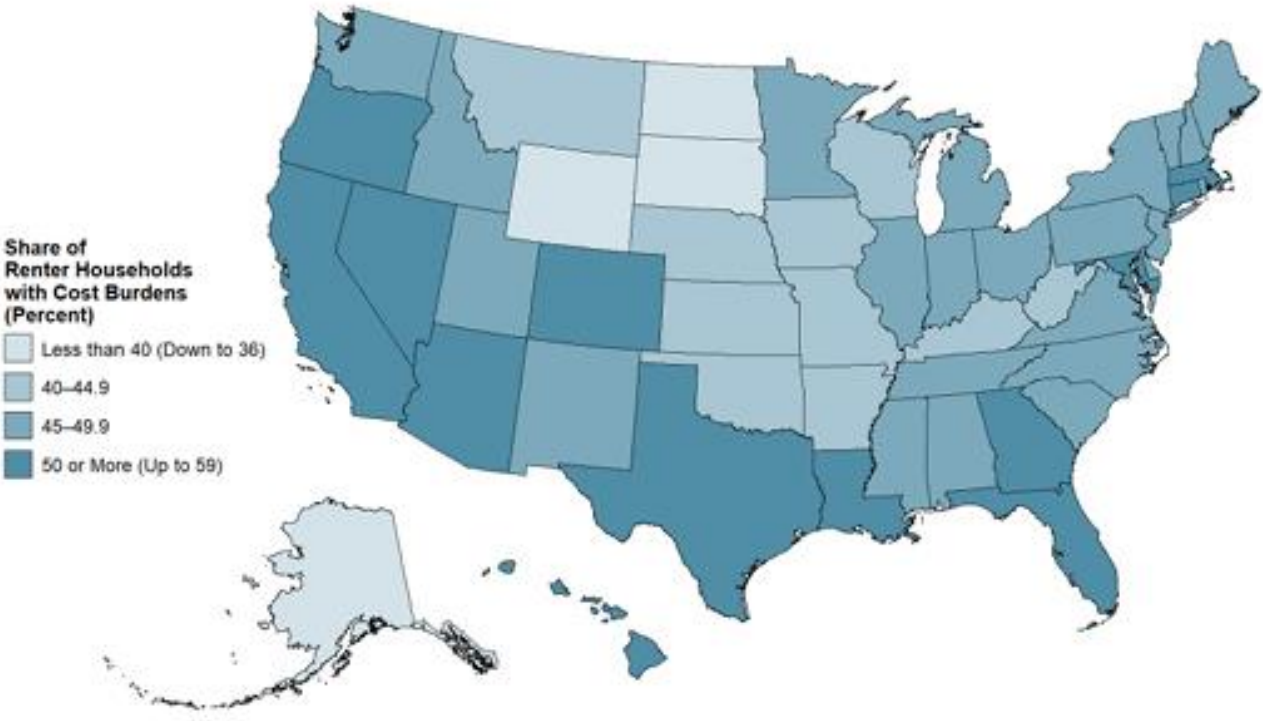 Share of
Renter Households
with Cost Burdens
(Percent)
Less than 40 (Down to 36)
40–44.9
45–49.9
50 or More (Up to 59)